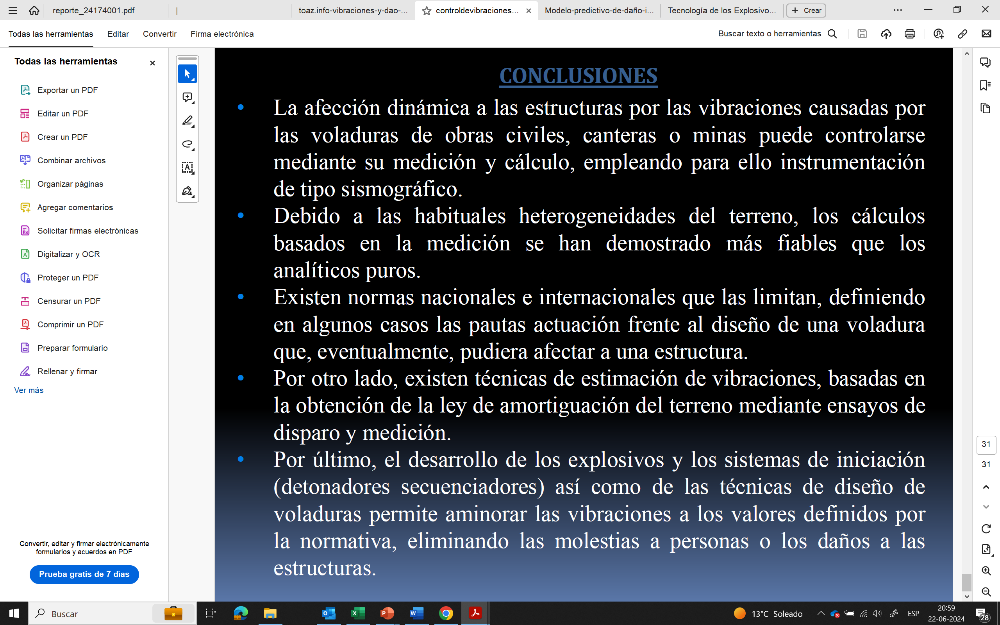 reporte_24174001.pdf
toaz.info-vibraciones-y-dao-...
controldevibraciones...
Modelo-predictivo-de-daño-i...
Tecnología de los Explosivo...
Crear
Todas las herramientas
Editar
Convertir
Firma electrónica
Buscar texto o herramientas
Todas las herramientas
Exportar un PDF
Editar un PDF
Crear un PDF
Combinar archivos
Organizar páginas
Agregar comentarios
Solicitar firmas electrónicas
Digitalizar y OCR
Proteger un PDF
Censurar un PDF
Comprimir un PDF
Preparar formulario
Rellenar y firmar
Ver más
Convertir, editar y firmar electrónicamente
formularios y acuerdos en PDF
Prueba gratis de 7 días
CONCLUSIONES
• La afección dinámica a las estructuras por las vibraciones causadas por
las voladuras de obras civiles, canteras o minas puede controlarse
mediante su medición y cálculo, empleando para ello instrumentación
de tipo sismográfico.
• Debido a las habituales heterogeneidades del terreno, los cálculos
basados en la medición se han demostrado más fiables que los
analíticos puros.
• Existen normas nacionales e internacionales que las limitan, definiendo
en algunos casos las pautas actuación frente al diseño de una voladura
que, eventualmente, pudiera afectar a una estructura.
• Por otro lado, existen técnicas de estimación de vibraciones, basadas en
la obtención de la ley de amortiguación del terreno mediante ensayos de
disparo y medición.
• Por último, el desarrollo de los explosivos y los sistemas de iniciación
(detonadores secuenciadores) así como de las técnicas de diseño de
voladuras permite aminorar las vibraciones a los valores definidos por
la normativa, eliminando las molestias a personas o los daños a las
estructuras.
31
31
Buscar
13°C Soleado
ESP
20:59
22-06-2024
28